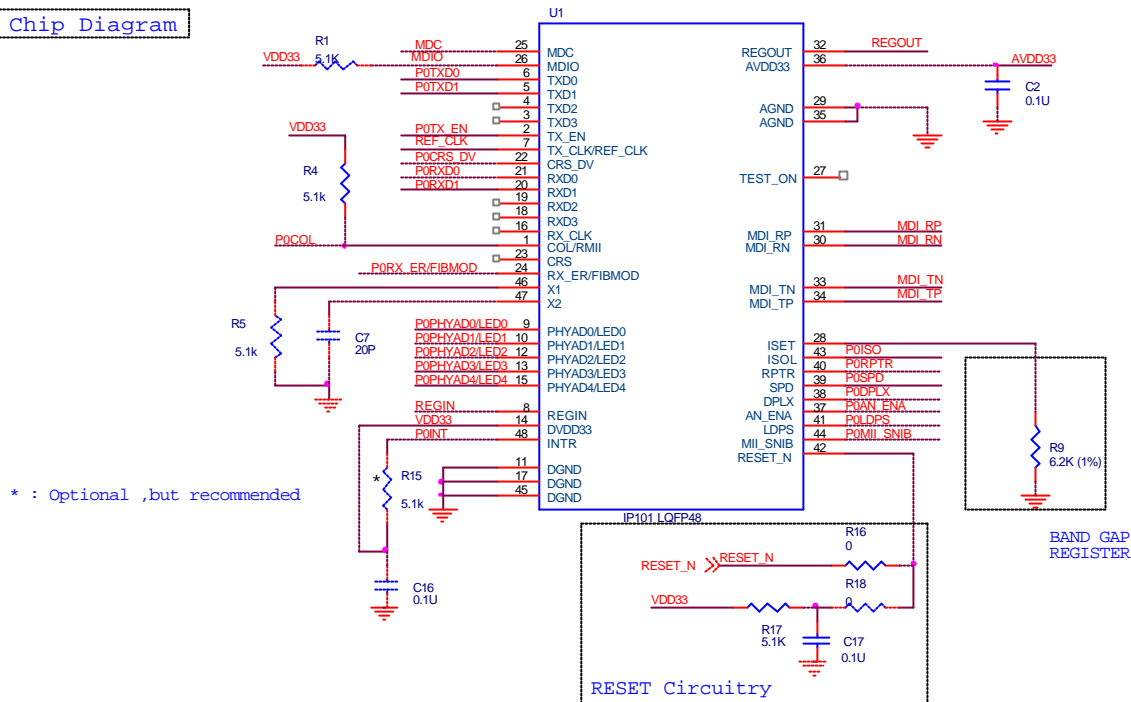 Chip Diagram
U1
R1
5.1K
VDD33
MDC
25
MDC
MDIO
26
MDIO
P0TXD0
6
TXD0
P0TXD1
5
TXD1
4
TXD2
3
TXD3
P0TX_EN
2
TX_EN
REF_CLK
7
TX_CLK/REF_CLK
P0CRS_DV
22
CRS_DV
P0RXD0
21
RXD0
P0RXD1
20
RXD1
19
RXD2
18
RXD3
16
RX_CLK
P0COL
1
COL/RMII
23
CRS
P0RX_ER/FIBMOD
24
RX_ER/FIBMOD
46
X1
47
X2
VDD33
R4
5.1k
R5
5.1k
C7
20P
P0PHYAD0/LED0
9
PHYAD0/LED0
P0PHYAD1/LED1
10
PHYAD1/LED1
P0PHYAD2/LED2
12
PHYAD2/LED2
P0PHYAD3/LED3
13
PHYAD3/LED3
P0PHYAD4/LED4
15
PHYAD4/LED4
REGIN
8
REGIN
VDD33
14
DVDD33
P0INT
48
INTR
11
DGND
17
DGND
45
DGND
* R15
5.1k
* : Optional ,but recommended
C16
0.1U
REGOUT
32
REGOUT
AVDD33
36
AVDD33
C2
0.1U
AGND
29
AGND
35
TEST_ON
27
MDI_RP
31
MDI_RP
MDI_RN
30
MDI_RN
MDI_TN
33
MDI_TN
MDI_TP
34
MDI_TP
ISET
28
ISOL
43
P0ISO
RPTR
40
P0RPTR
SPD
39
P0SPD
DPLX
38
P0DPLX
AN_ENA
37
P0AN_ENA
LDPS
41
P0LDPS
MII_SNIB
44
P0MII_SNIB
RESET_N
42
R9
6.2K (1%)
BAND GAP
REGISTER
IP101 LQFP48
R16
0
RESET_N
RESET_N
R18
0
VDD33
R17
5.1K
C17
0.1U
RESET Circuitry